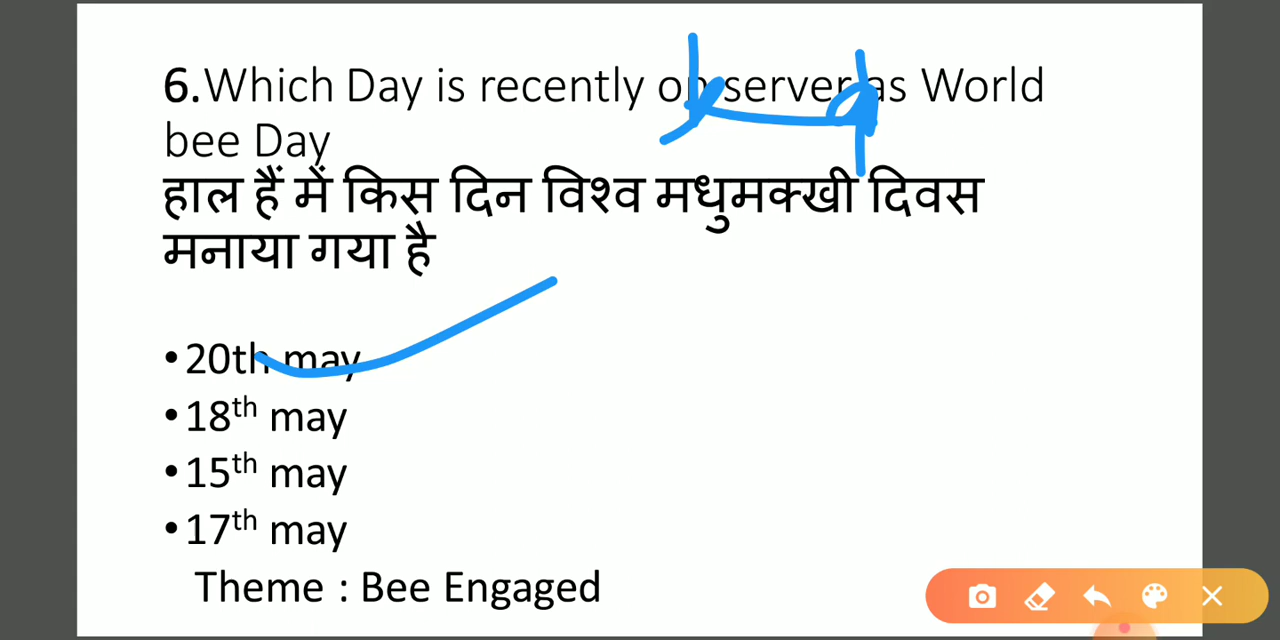 6.Which Day is recently onserver as World
bee Day
हाल हैं में किस दिन विश्व मधुमक्खी दिवस
मनाया गया है
•20th may
•18th may
•15th may
•17th may
Theme : Bee Engaged